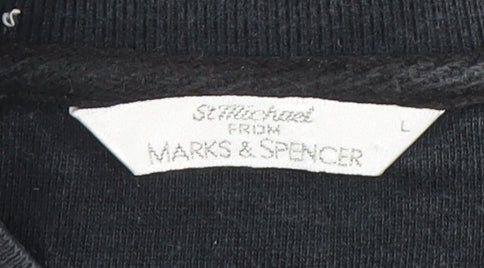 St Michael
FROM
MARKS & SPENCER
L